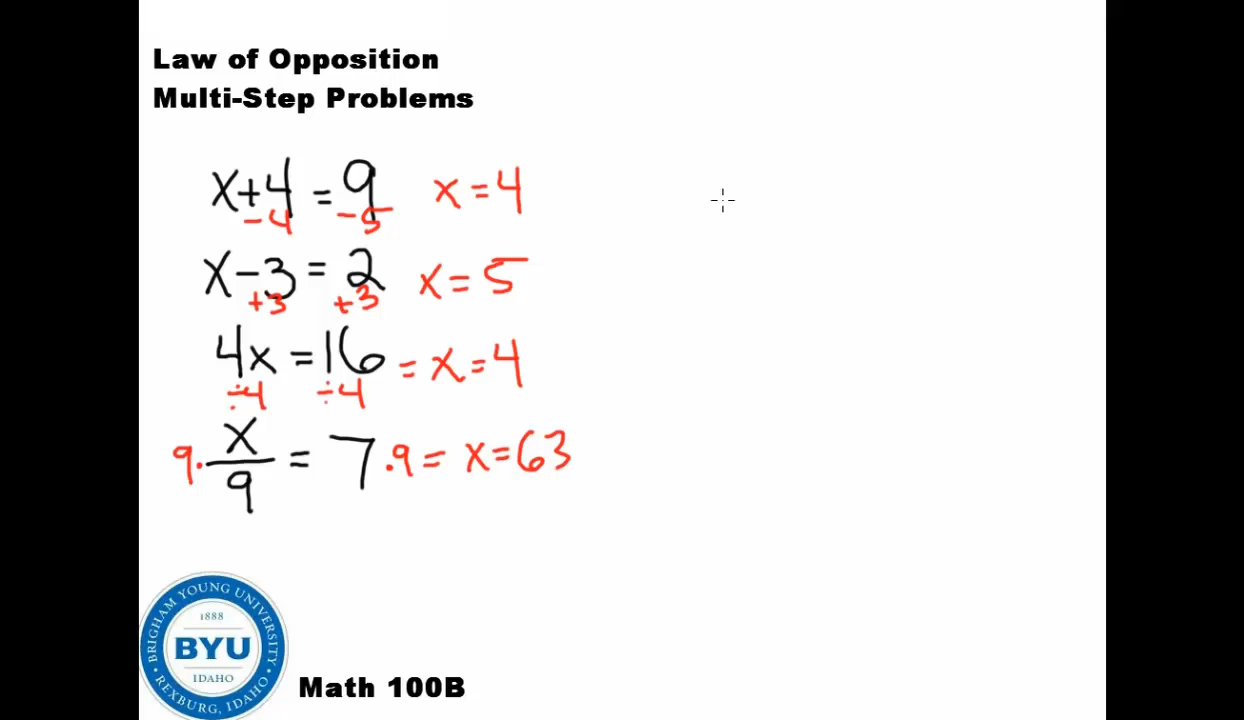 Law of Opposition
Multi-Step Problems
x+4=9 x=4
-4 -5
x-3=2 x=5
+3 +3
4x=16 = x=4
÷4 ÷4
9· x/9 = 7 ·9 = x=63
BRIGHAM YOUNG UNIVERSITY
1888
BYU
IDAHO
• REXBURG, IDAHO •
Math 100B